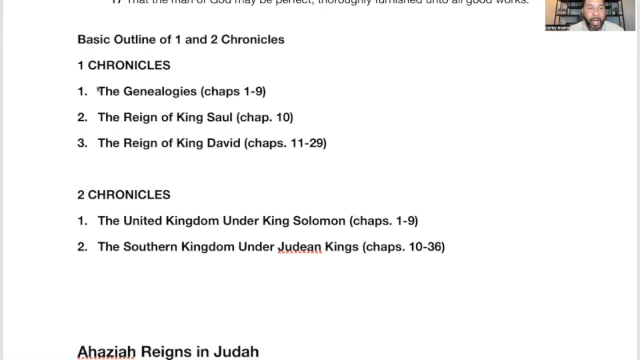 17 That the man of God may be perfect, thoroughly furnished unto all good works.
Basic Outline of 1 and 2 Chronicles
1 CHRONICLES
1. The Genealogies (chaps 1-9)
2. The Reign of King Saul (chap. 10)
3. The Reign of King David (chaps. 11-29)
2 CHRONICLES
1. The United Kingdom Under King Solomon (chaps. 1-9)
2. The Southern Kingdom Under Judean Kings (chaps. 10-36)
Ahaziah Reigns in Judah